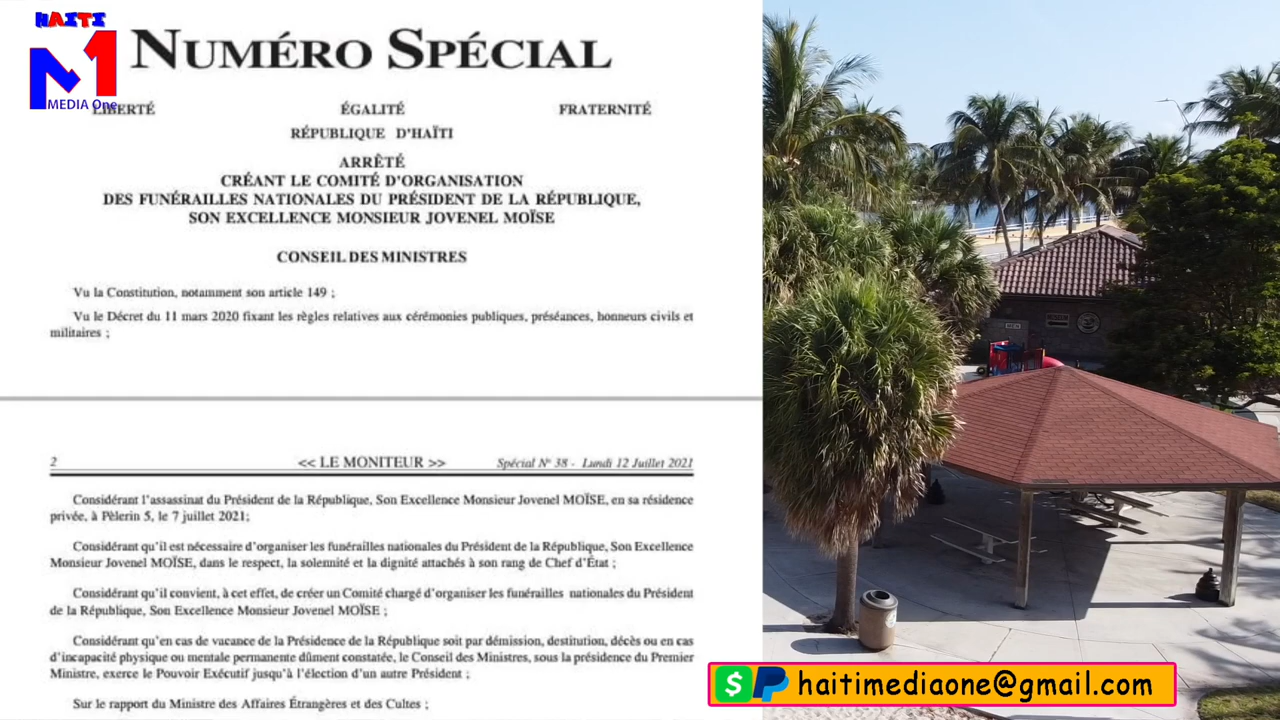 HAITI
M1
MEDIA One
NUMÉRO SPÉCIAL
LIBERTÉ ÉGALITÉ FRATERNITÉ
RÉPUBLIQUE D'HAÏTI
ARRÊTÉ
CRÉANT LE COMITÉ D'ORGANISATION
DES FUNÉRAILLES NATIONALES DU PRÉSIDENT DE LA RÉPUBLIQUE,
SON EXCELLENCE MONSIEUR JOVENEL MOÏSE
CONSEIL DES MINISTRES
Vu la Constitution, notamment son article 149 ;
Vu le Décret du 11 mars 2020 fixant les règles relatives aux cérémonies publiques, préséances, honneurs civils et
militaires ;
2 << LE MONITEUR >> Spécial N° 38 - Lundi 12 Juillet 2021
Considérant l'assassinat du Président de la République, Son Excellence Monsieur Jovenel MOÏSE, en sa résidence
privée, à Pèlerin 5, le 7 juillet 2021;
Considérant qu'il est nécessaire d'organiser les funérailles nationales du Président de la République, Son Excellence
Monsieur Jovenel MOÏSE, dans le respect, la solennité et la dignité attachés à son rang de Chef d'État ;
Considérant qu'il convient, à cet effet, de créer un Comité chargé d'organiser les funérailles nationales du Président
de la République, Son Excellence Monsieur Jovenel MOÏSE ;
Considérant qu'en cas de vacance de la Présidence de la République soit par démission, destitution, décès ou en cas
d'incapacité physique ou mentale permanente dûment constatée, le Conseil des Ministres, sous la présidence du Premier
Ministre, exerce le Pouvoir Exécutif jusqu'à l'élection d'un autre Président ;
Sur le rapport du Ministre des Affaires Étrangères et des Cultes ;
$ haitimediaone@gmail.com